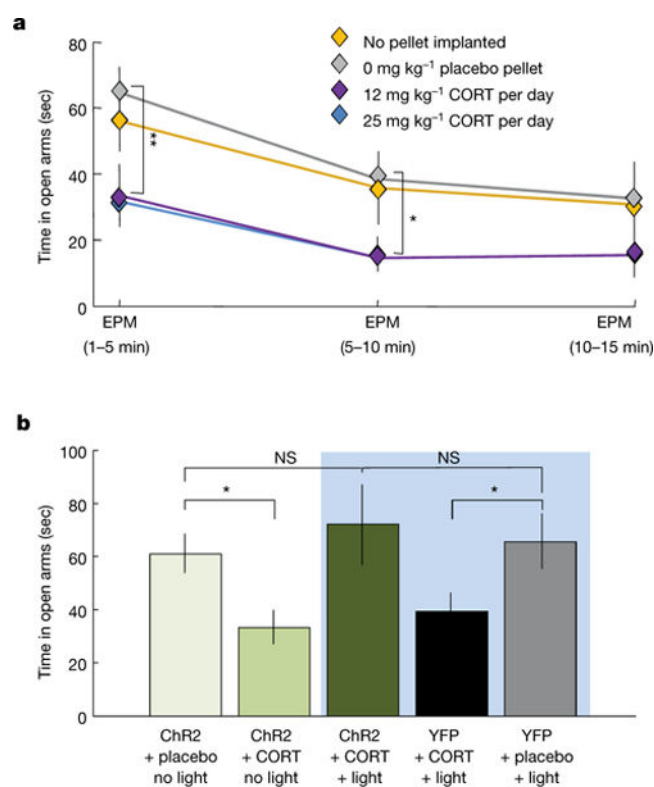 a
80
60
40
20
0
Time in open arms (sec)
No pellet implanted
0 mg kg⁻¹ placebo pellet
12 mg kg⁻¹ CORT per day
25 mg kg⁻¹ CORT per day
**
*
EPM
(1–5 min)
EPM
(5–10 min)
EPM
(10–15 min)
b
100
80
60
40
20
0
Time in open arms (sec)
NS
NS
*
*
ChR2
+ placebo
no light
ChR2
+ CORT
no light
ChR2
+ CORT
+ light
YFP
+ CORT
+ light
YFP
+ placebo
+ light